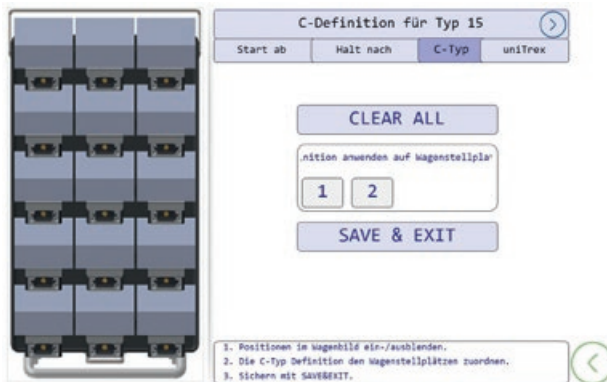 C-Definition für Typ 15
Start ab
Halt nach
C-Typ
uniTrex
CLEAR ALL
.nition anwenden auf Wagenstellpla
1 2
SAVE & EXIT
1. Positionen im Wagenbild ein-/ausblenden.
2. Die C-Typ Definition den Wagenstellplätzen zuordnen.
3. Sichern mit SAVE&EXIT.